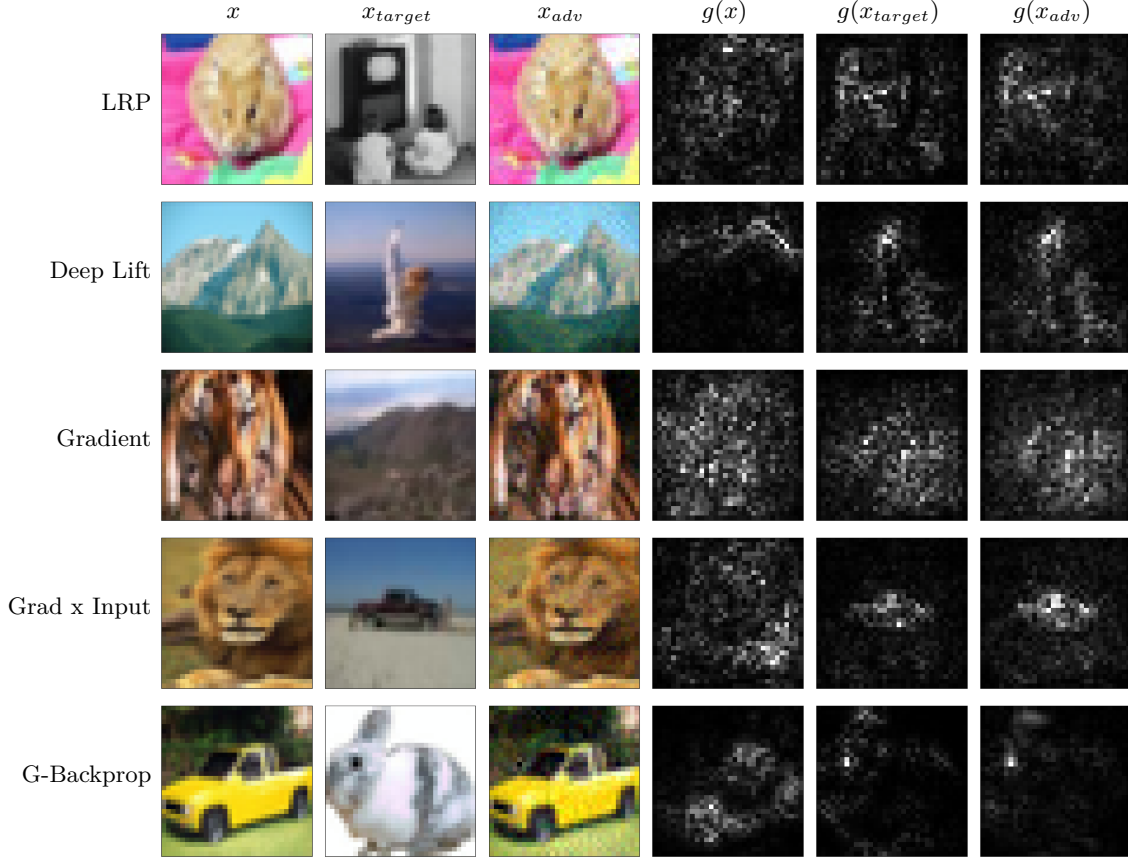 x x_target x_adv g(x) g(x_target) g(x_adv)
LRP
Deep Lift
Gradient
Grad x Input
G-Backprop